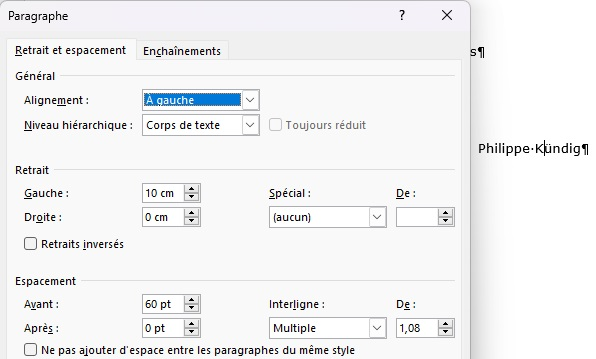 Paragraphe ?
Retrait et espacement Enchaînements
s¶
Général
Alignement : À gauche
Niveau hiérarchique : Corps de texte Toujours réduit
Philippe·Kündig¶
Retrait
Gauche : 10 cm Spécial : De :
Droite : 0 cm (aucun)
Retraits inversés
Espacement
Avant : 60 pt Interligne : De :
Après : 0 pt Multiple 1,08
Ne pas ajouter d'espace entre les paragraphes du même style